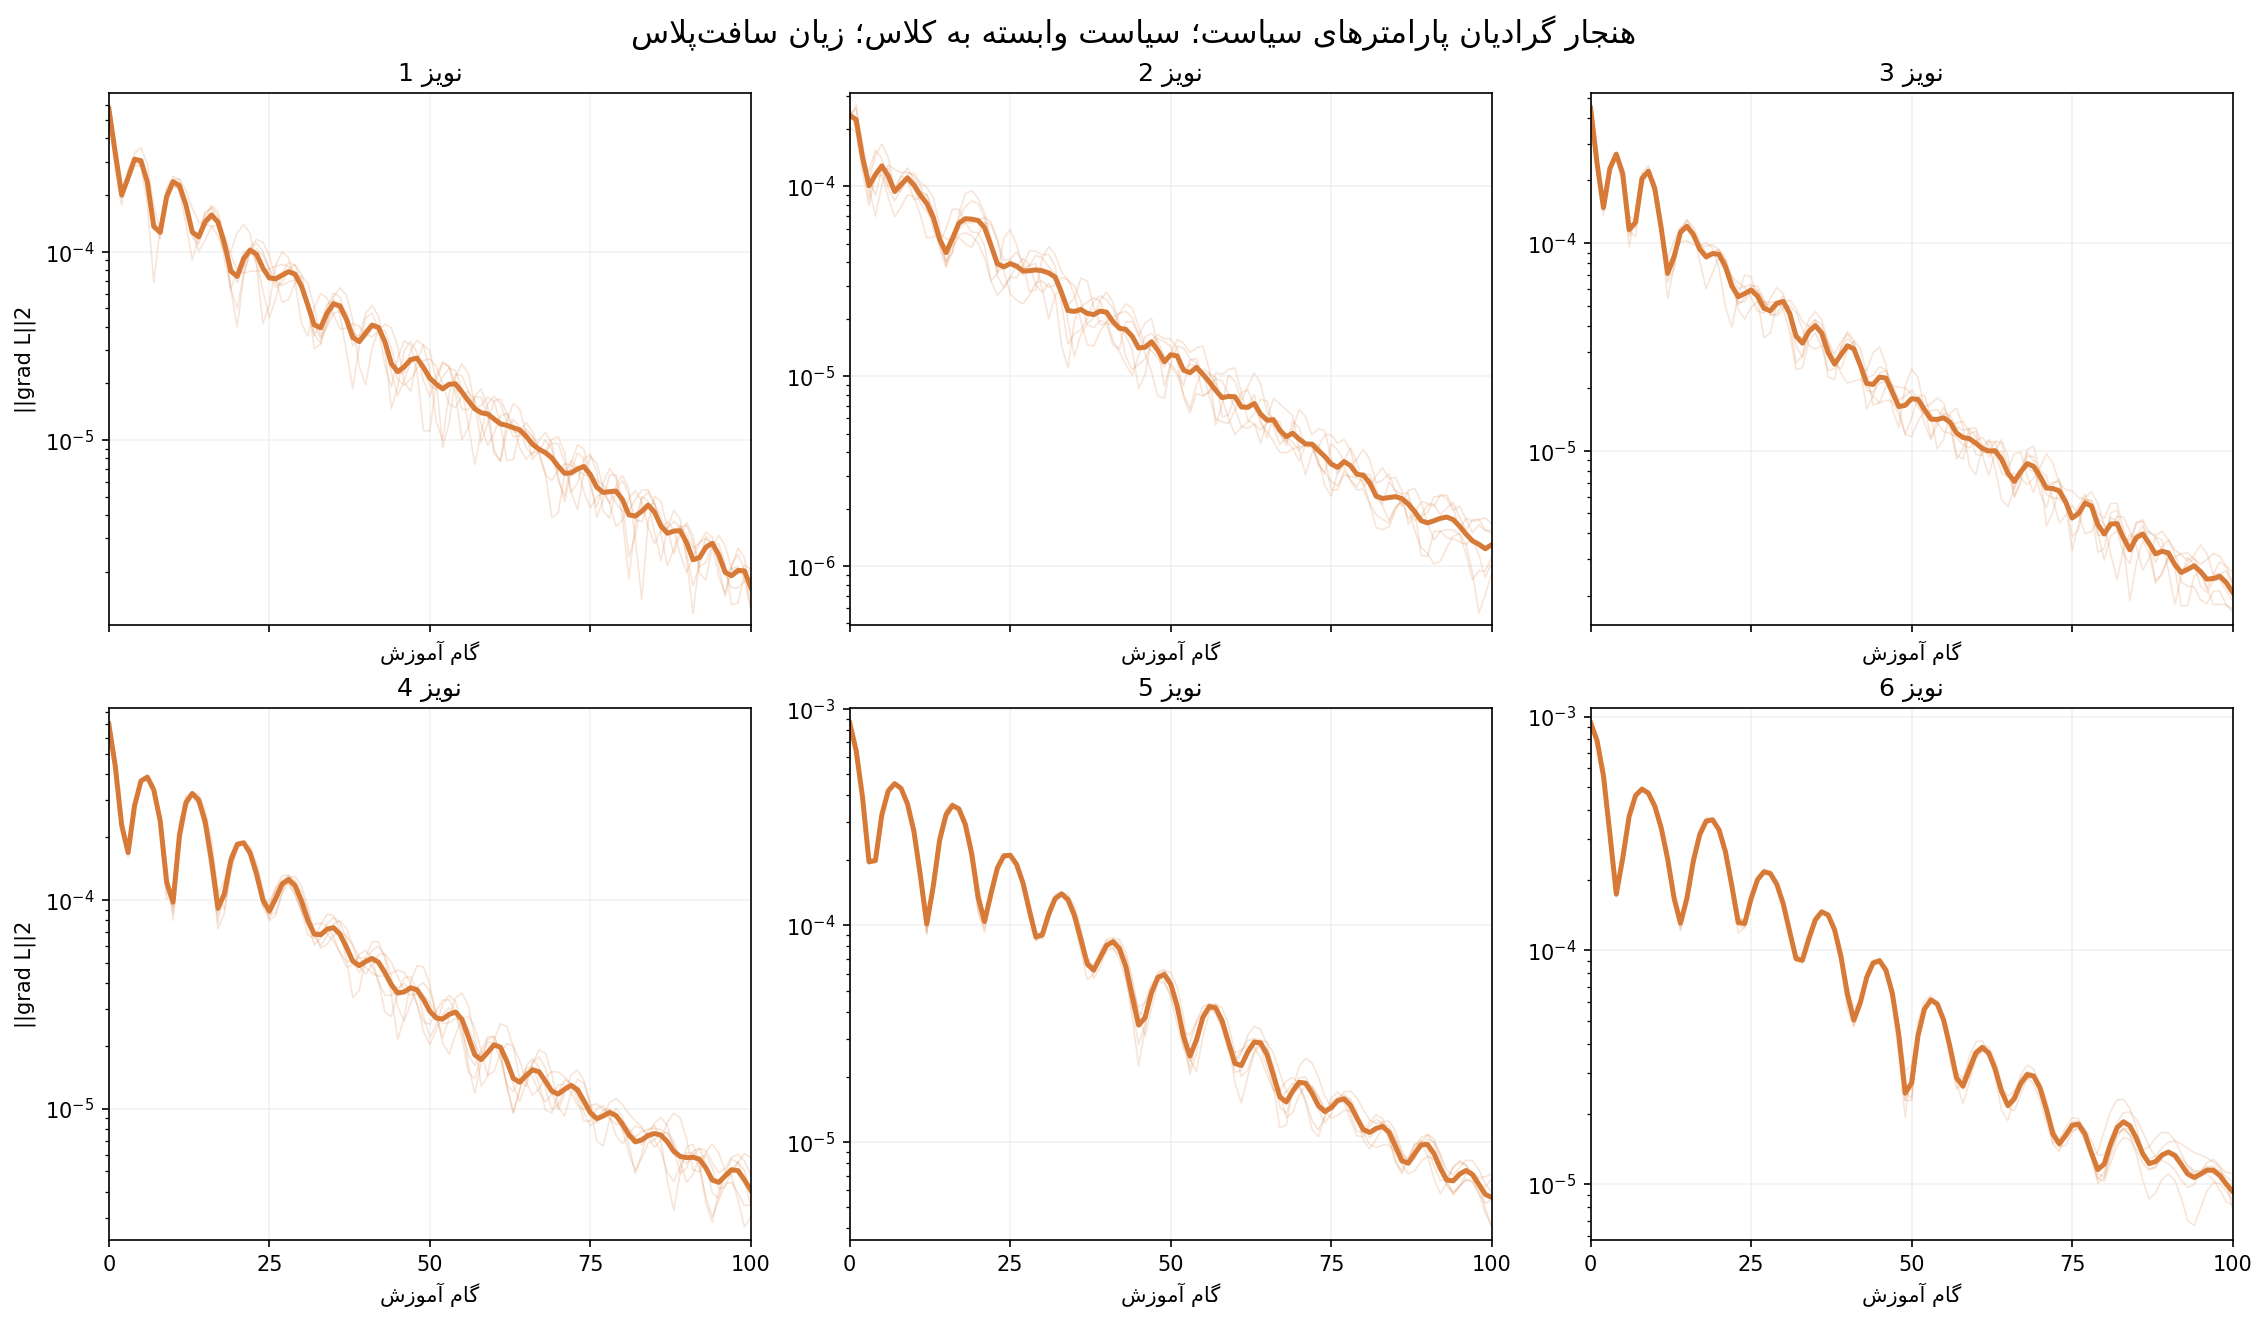 هنجار گرادیان پارامترهای سیاست؛ سیاست وابسته به کلاس؛ زیان سافت‌پلاس
نویز 1
نویز 2
نویز 3
||grad L||2
10⁻⁴
10⁻⁵
10⁻⁴
10⁻⁵
10⁻⁶
10⁻⁴
10⁻⁵
گام آموزش
گام آموزش
گام آموزش
نویز 4
نویز 5
نویز 6
||grad L||2
10⁻⁴
10⁻⁵
10⁻³
10⁻⁴
10⁻⁵
10⁻³
10⁻⁴
10⁻⁵
0 25 50 75 100
0 25 50 75 100
0 25 50 75 100
گام آموزش
گام آموزش
گام آموزش